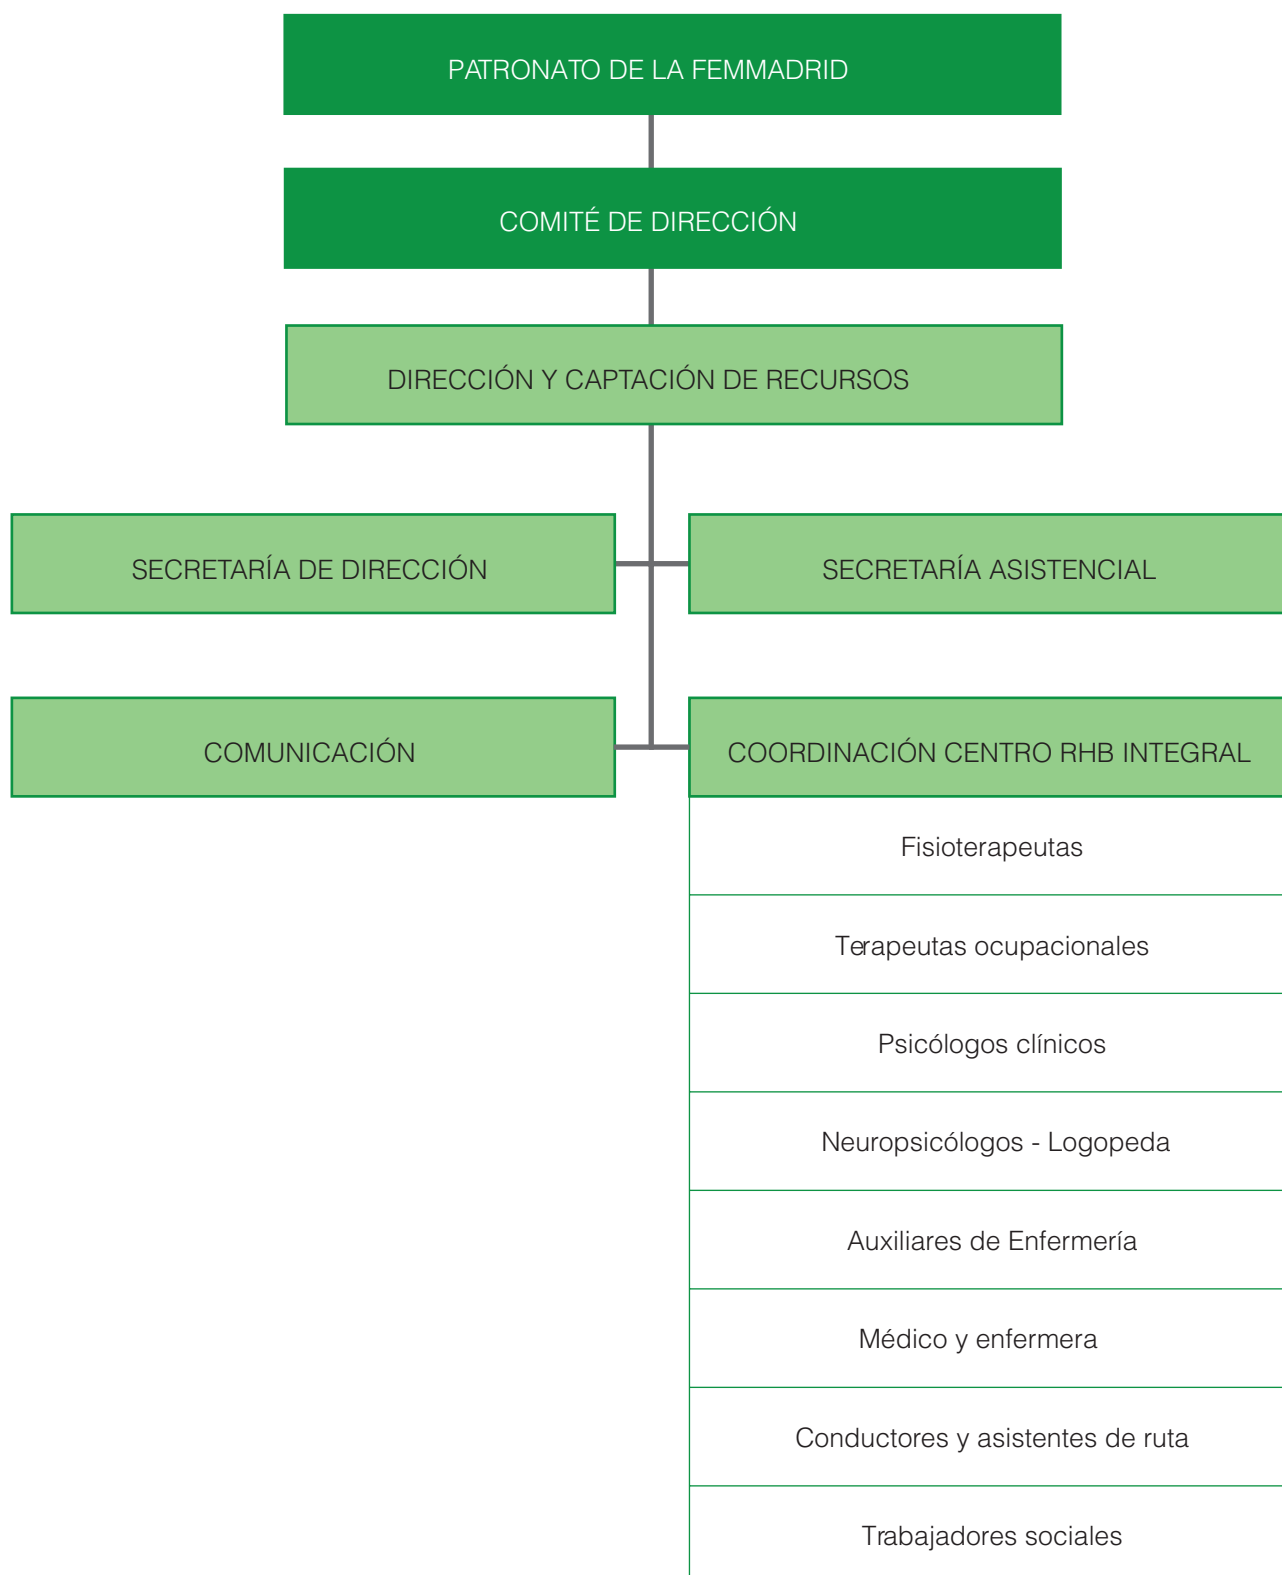 PATRONATO DE LA FEMMADRID
COMITÉ DE DIRECCIÓN
DIRECCIÓN Y CAPTACIÓN DE RECURSOS
SECRETARÍA DE DIRECCIÓN
SECRETARÍA ASISTENCIAL
COMUNICACIÓN
COORDINACIÓN CENTRO RHB INTEGRAL
Fisioterapeutas
Terapeutas ocupacionales
Psicólogos clínicos
Neuropsicólogos - Logopeda
Auxiliares de Enfermería
Médico y enfermera
Conductores y asistentes de ruta
Trabajadores sociales